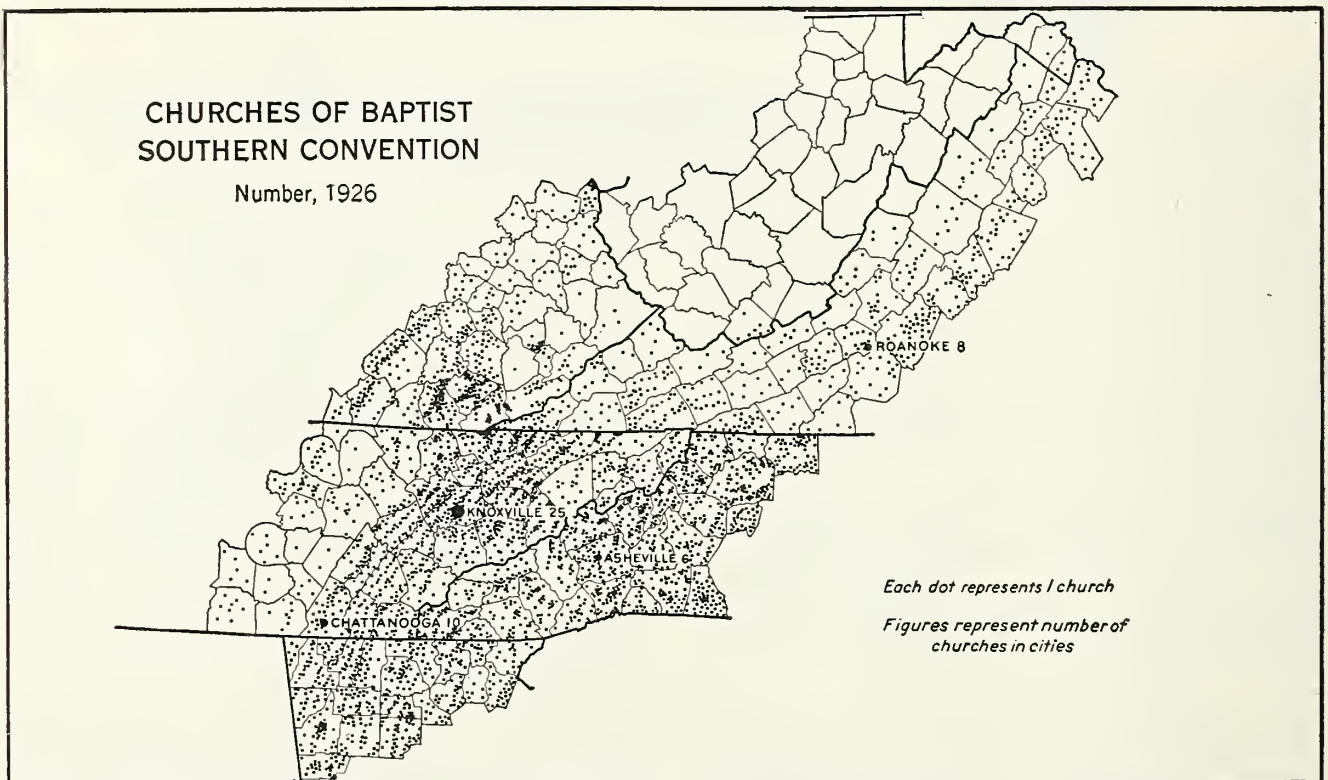 CHURCHES OF BAPTIST
SOUTHERN CONVENTION
Number, 1926
ROANOKE 8
KNOXVILLE 25
ASHEVILLE 6
CHATTANOOGA 10
Each dot represents 1 church
Figures represent number of
churches in cities